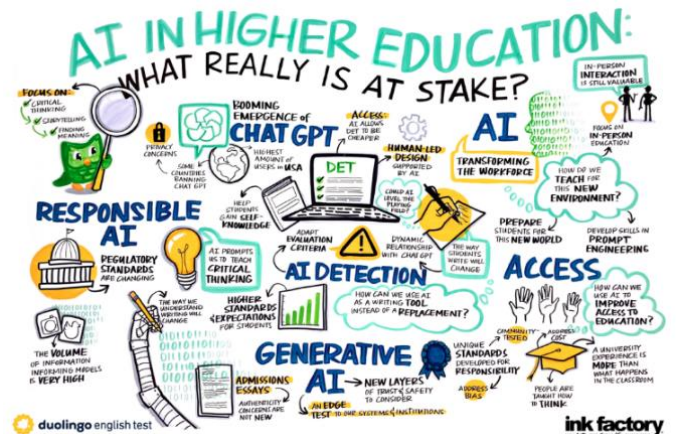 AI IN HIGHER EDUCATION:
WHAT REALLY IS AT STAKE?
FOCUS ON
CRITICAL
THINKING
STORYTELLING
FINDING
MEANING
PRIVACY
CONCERNS
BOOMING
EMERGENCE of
CHAT GPT
SOME
COUNTRIES
BANNING
CHAT GPT
HIGHEST
AMOUNT of
USERS in USA
ACCESS:
AI ALLOWS
DET TO BE
CHEAPER
DET
HUMAN-LED
DESIGN
SUPPORTED
BY AI
AI
TRANSFORMING
THE WORKFORCE
IN-PERSON
INTERACTION
IS STILL VALUABLE
FOCUS ON
IN-PERSON
EDUCATION
HOW DO WE
TEACH FOR
THIS NEW
ENVIRONMENT?
PREPARE
STUDENTS FOR
THIS NEW WORLD
DEVELOP SKILLS IN
PROMPT
ENGINEERING
RESPONSIBLE
AI
REGULATORY
STANDARDS
ARE CHANGING
HELP
STUDENTS
GAIN SELF-
KNOWLEDGE
AI PROMPTS
US TO TEACH
CRITICAL
THINKING
COULD AI
LEVEL THE
PLAYING
FIELD?
ADAPT
EVALUATION
CRITERIA
DYNAMIC
RELATIONSHIP
WITH CHAT GPT
THE WAY
STUDENTS
WRITE WILL
CHANGE
AI DETECTION
HOW CAN WE USE AI
AS A WRITING TOOL
INSTEAD OF A REPLACEMENT?
HIGHER
STANDARDS
EXPECTATIONS
FOR STUDENTS
THE WAY WE
UNDERSTAND
WRITING WILL
CHANGE
THE VOLUME
OF INFORMATION
INFORMING MODELS
IS VERY HIGH
ACCESS
HOW CAN WE
USE AI TO
IMPROVE
ACCESS TO
EDUCATION?
COMMUNITY
TESTED
ADDRESS
COST
GENERATIVE
AI
ADMISSIONS
ESSAYS
AUTHENTICITY
CONCERNS ARE
NOT NEW
NEW LAYERS
OF TRUST & SAFETY
TO CONSIDER
AN EDGE
TEST TO OUR SYSTEMS & INSTITUTIONS
UNIQUE
STANDARDS
DEVELOPED FOR
RESPONSIBILITY
ADDRESS
BIAS
PEOPLE ARE
TAUGHT HOW
TO THINK
A UNIVERSITY
EXPERIENCE IS
MORE THAN
WHAT HAPPENS
IN THE CLASSROOM
duolingo english test
ink factory